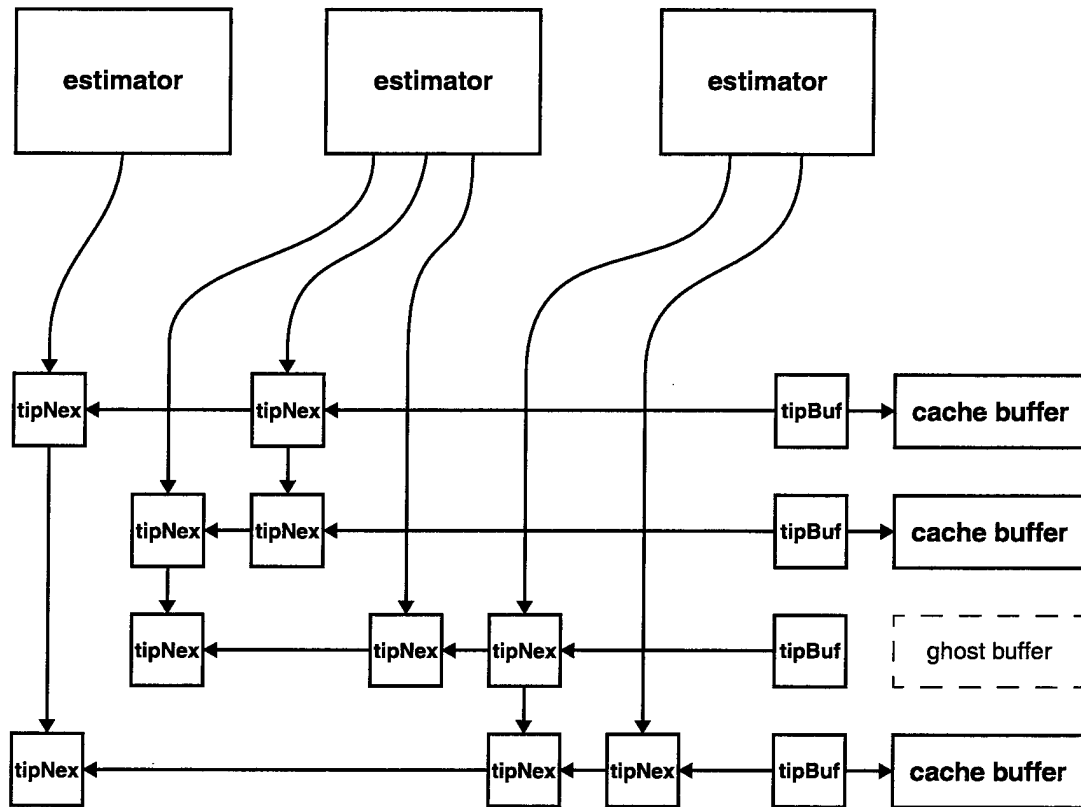 estimator estimator estimator
tipNex tipNex tipBuf cache buffer
tipNex tipNex tipBuf cache buffer
tipNex tipNex tipNex tipBuf ghost buffer
tipNex tipNex tipNex tipBuf cache buffer